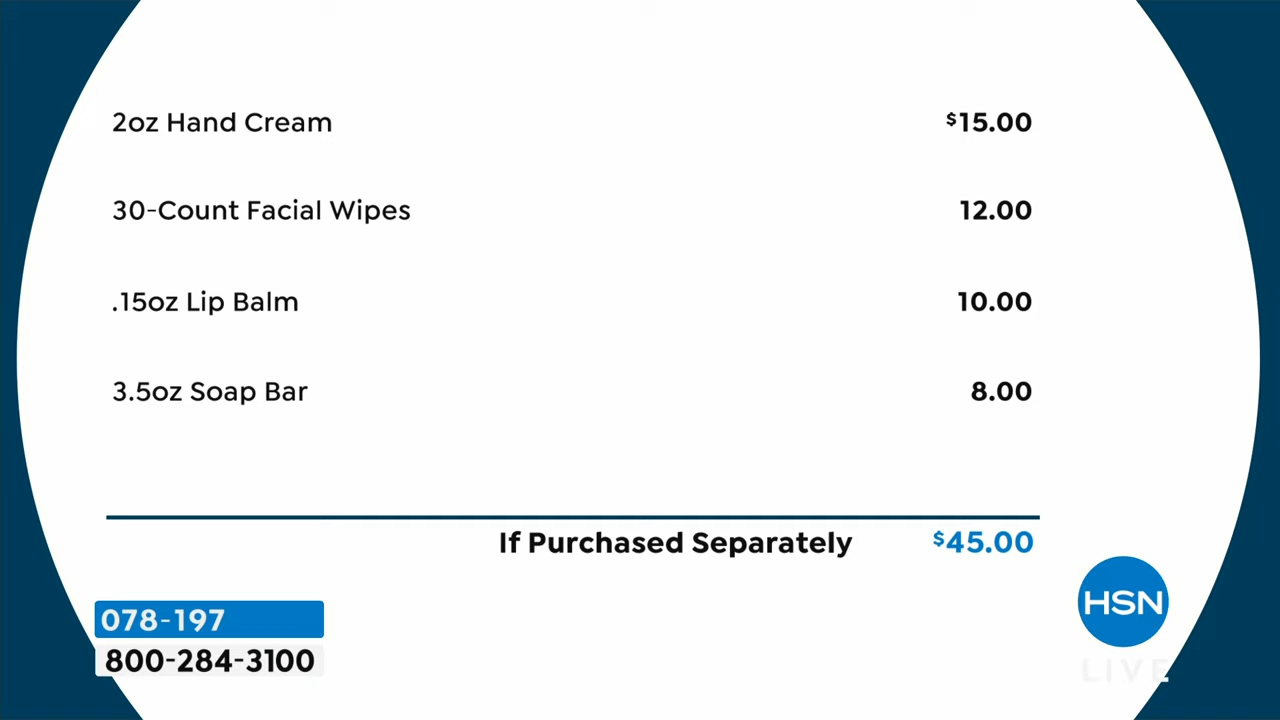 2oz Hand Cream $15.00
30-Count Facial Wipes 12.00
.15oz Lip Balm 10.00
3.5oz Soap Bar 8.00
If Purchased Separately $45.00
078-197
800-284-3100
HSN
LIVE